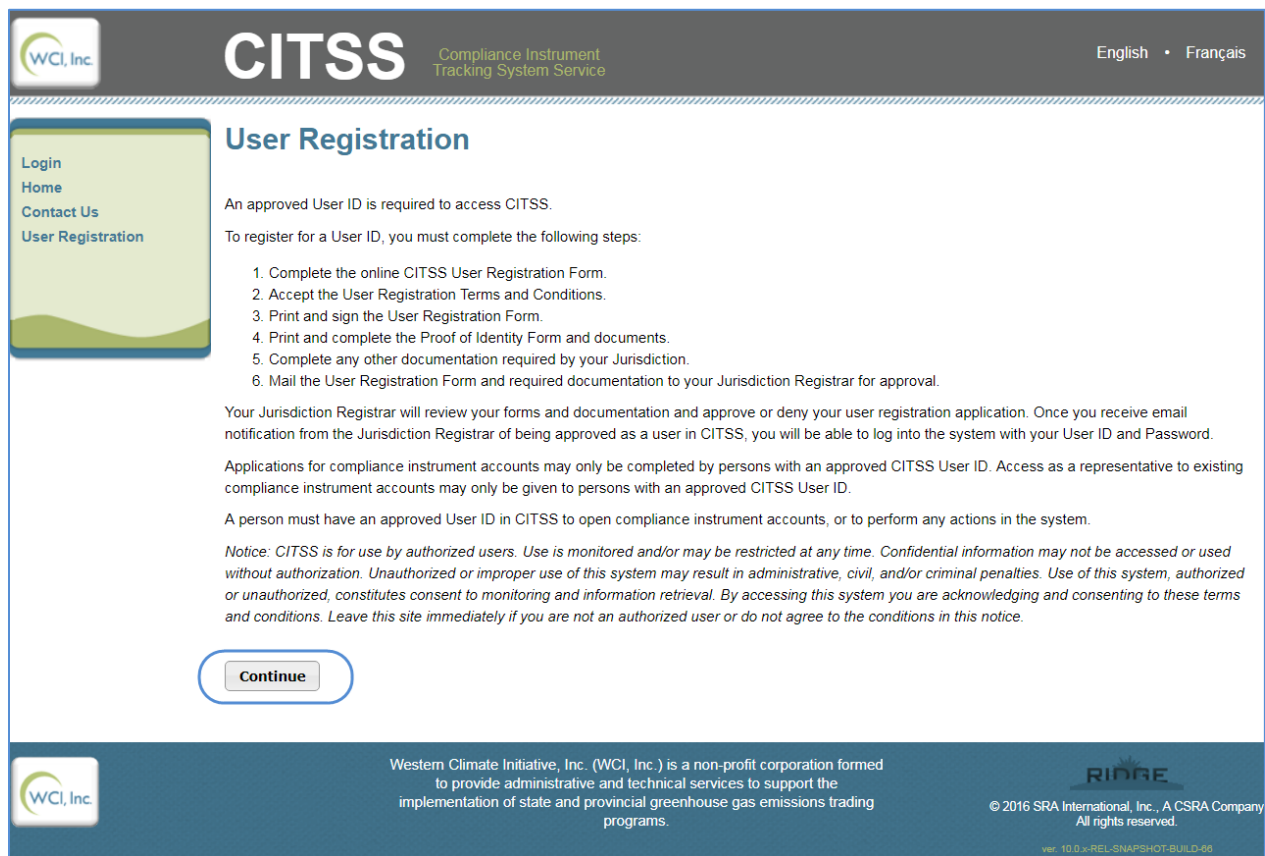 WCI, Inc.
CITSS
Compliance Instrument
Tracking System Service
English • Français
Login
Home
Contact Us
User Registration
User Registration
An approved User ID is required to access CITSS.
To register for a User ID, you must complete the following steps:
1. Complete the online CITSS User Registration Form.
2. Accept the User Registration Terms and Conditions.
3. Print and sign the User Registration Form.
4. Print and complete the Proof of Identity Form and documents.
5. Complete any other documentation required by your Jurisdiction.
6. Mail the User Registration Form and required documentation to your Jurisdiction Registrar for approval.
Your Jurisdiction Registrar will review your forms and documentation and approve or deny your user registration application. Once you receive email
notification from the Jurisdiction Registrar of being approved as a user in CITSS, you will be able to log into the system with your User ID and Password.
Applications for compliance instrument accounts may only be completed by persons with an approved CITSS User ID. Access as a representative to existing
compliance instrument accounts may only be given to persons with an approved CITSS User ID.
A person must have an approved User ID in CITSS to open compliance instrument accounts, or to perform any actions in the system.
Notice: CITSS is for use by authorized users. Use is monitored and/or may be restricted at any time. Confidential information may not be accessed or used
without authorization. Unauthorized or improper use of this system may result in administrative, civil, and/or criminal penalties. Use of this system, authorized
or unauthorized, constitutes consent to monitoring and information retrieval. By accessing this system you are acknowledging and consenting to these terms
and conditions. Leave this site immediately if you are not an authorized user or do not agree to the conditions in this notice.
Continue
WCI, Inc.
Western Climate Initiative, Inc. (WCI, Inc.) is a non-profit corporation formed
to provide administrative and technical services to support the
implementation of state and provincial greenhouse gas emissions trading
programs.
RIDGE
© 2016 SRA International, Inc., A CSRA Company
All rights reserved.
ver. 10.0.x-REL-SNAPSHOT-BUILD-66